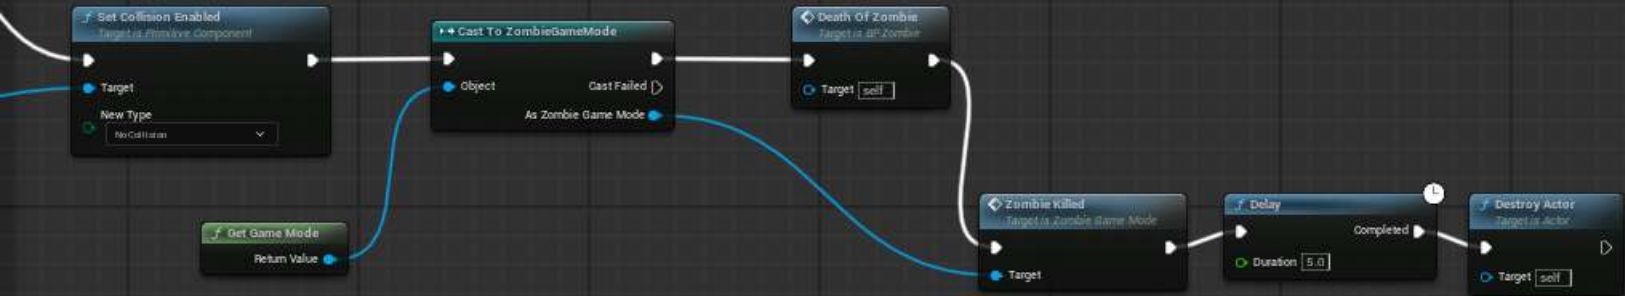 Set Collision Enabled
Target is Primitive Component
Target
New Type
NoCollision
Cast To ZombieGameMode
Object
Cast Failed
As Zombie Game Mode
Death Of Zombie
Target is BP Zombie
Target self
Get Game Mode
Return Value
Zombie Killed
Target is Zombie Game Mode
Target
Delay
Completed
Duration 5.0
Destroy Actor
Target is Actor
Target self